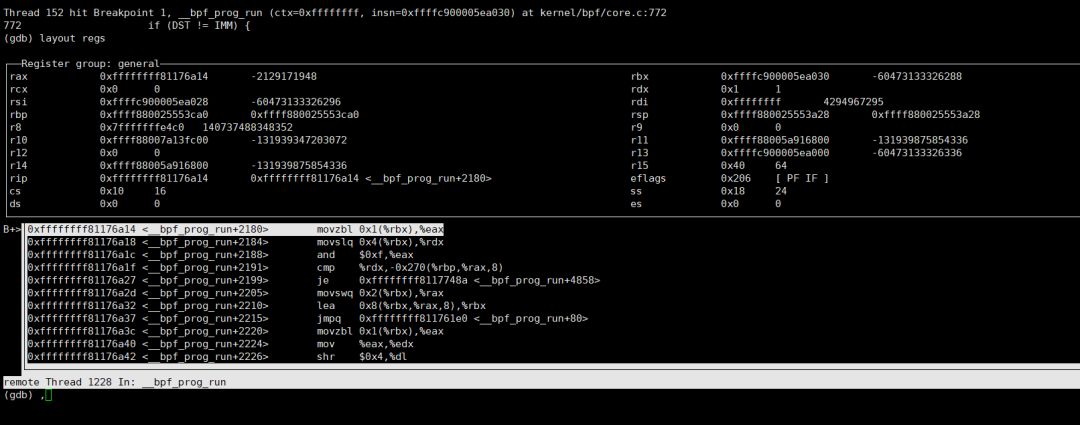 Thread 152 hit Breakpoint 1, __bpf_prog_run (ctx=0xffffffff, insn=0xffffc900005ea030) at kernel/bpf/core.c:772
772 if (DST != IMM) {
(gdb) layout regs
Register group: general
rax 0xffffffff81176a14 -2129171948 rbx 0xffffc900005ea030 -60473133326288
rcx 0x0 0 rdx 0x1 1
rsi 0xffffc900005ea028 -60473133326296 rdi 0xffffffff 4294967295
rbp 0xffff880025553ca0 0xffff880025553ca0 rsp 0xffff880025553a28 0xffff880025553a28
r8 0x7fffffffe4c0 140737488348352 r9 0x0 0
r10 0xffff88007a13fc00 -131939347203072 r11 0xffff88005a916800 -131939875854336
r12 0x0 0 r13 0xffffc900005ea000 -60473133326336
r14 0xffff88005a916800 -131939875854336 r15 0x40 64
rip 0xffffffff81176a14 0xffffffff81176a14 <__bpf_prog_run+2180> eflags 0x206 [ PF IF ]
cs 0x10 16 ss 0x18 24
ds 0x0 0 es 0x0 0
B+> 0xffffffff81176a14 <__bpf_prog_run+2180> movzbl 0x1(%rbx),%eax
0xffffffff81176a18 <__bpf_prog_run+2184> movslq 0x4(%rbx),%rdx
0xffffffff81176a1c <__bpf_prog_run+2188> and $0xf,%eax
0xffffffff81176a1f <__bpf_prog_run+2191> cmp %rdx,-0x270(%rbp,%rax,8)
0xffffffff81176a27 <__bpf_prog_run+2199> je 0xffffffff8117748a <__bpf_prog_run+4858>
0xffffffff81176a2d <__bpf_prog_run+2205> movswq 0x2(%rbx),%rax
0xffffffff81176a32 <__bpf_prog_run+2210> lea 0x8(%rbx,%rax,8),%rbx
0xffffffff81176a37 <__bpf_prog_run+2215> jmpq 0xffffffff811761e0 <__bpf_prog_run+80>
0xffffffff81176a3c <__bpf_prog_run+2220> movzbl 0x1(%rbx),%eax
0xffffffff81176a40 <__bpf_prog_run+2224> mov %eax,%edx
0xffffffff81176a42 <__bpf_prog_run+2226> shr $0x4,%dl
remote Thread 1228 In: __bpf_prog_run
(gdb) ,